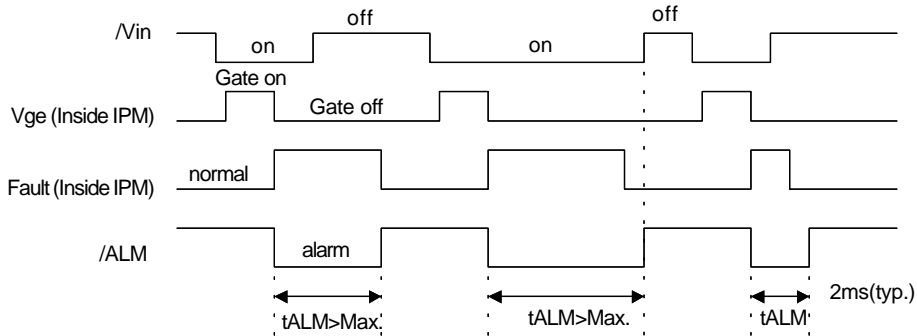 off
off
/Vin
on
on
Gate on
Vge (Inside IPM)
Gate off
normal
Fault (Inside IPM)
/ALM
alarm
2ms(typ.)
tALM>Max.
tALM>Max.
tALM